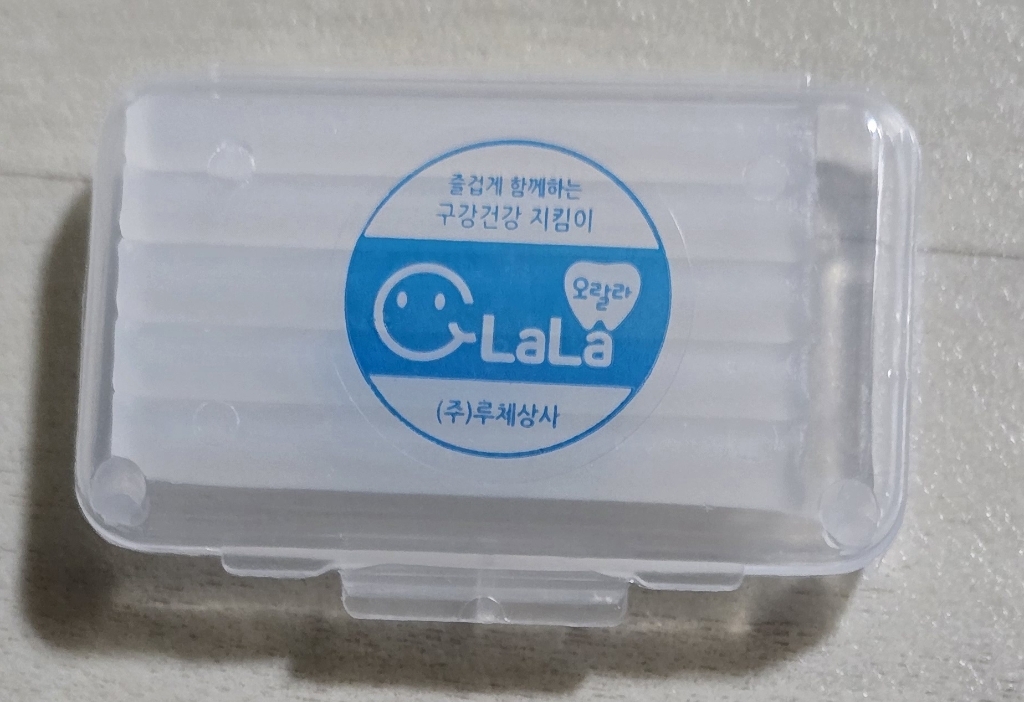 즐겁게 함께하는
구강건강 지킴이
오랄라
LaLa
(주)루체상사